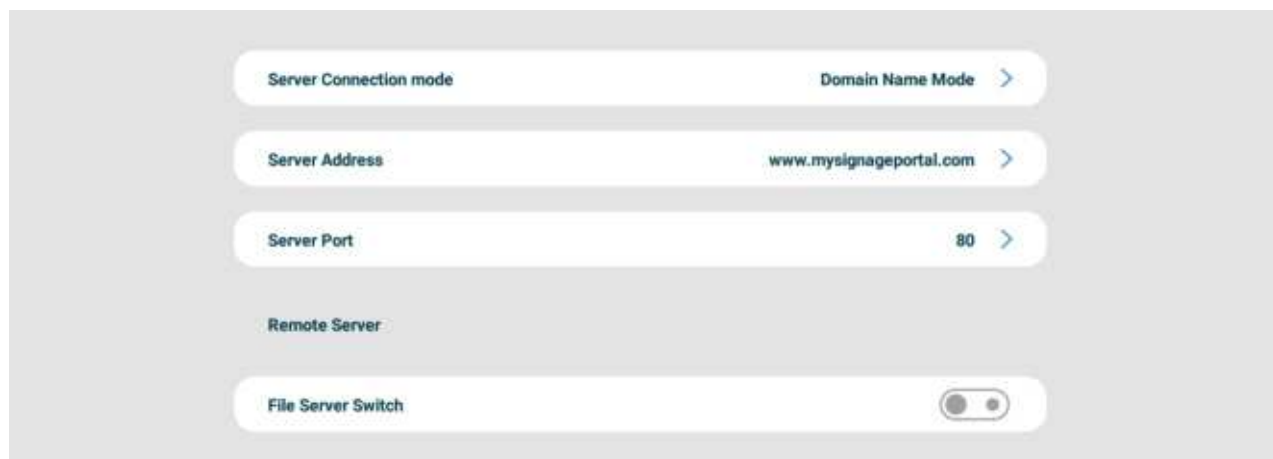 Server Connection mode Domain Name Mode
Server Address www.mysignageportal.com
Server Port 80
Remote Server
File Server Switch